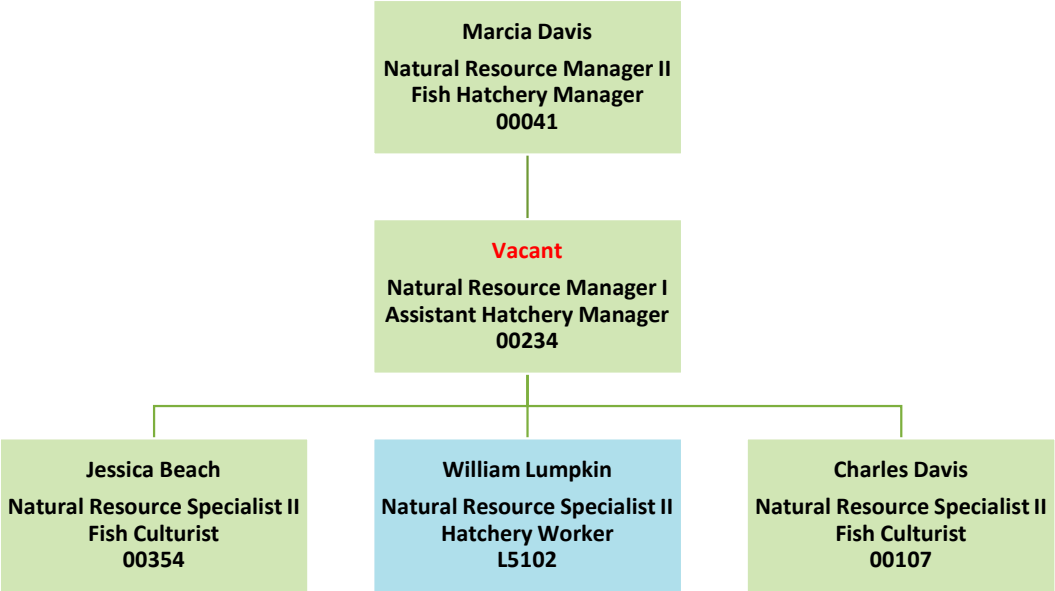 Marcia Davis
Natural Resource Manager II
Fish Hatchery Manager
00041
Vacant
Natural Resource Manager I
Assistant Hatchery Manager
00234
Jessica Beach
Natural Resource Specialist II
Fish Culturist
00354
William Lumpkin
Natural Resource Specialist II
Hatchery Worker
L5102
Charles Davis
Natural Resource Specialist II
Fish Culturist
00107